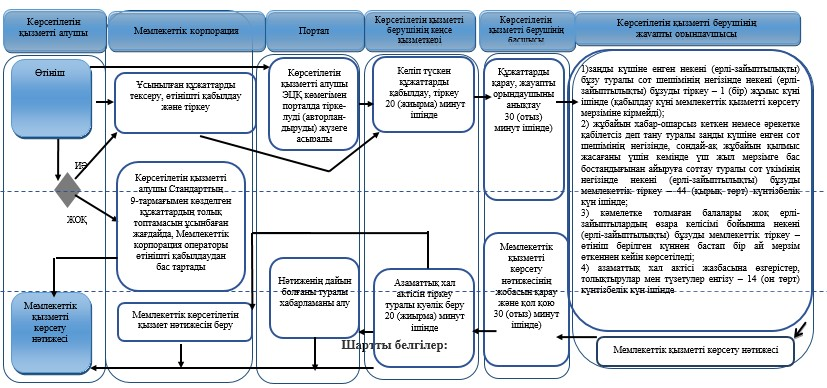 Көрсетілетін
қызметті алушы
Мемлекеттік корпорация
Портал
Көрсетілетін қызметті
берушінің кеңсе
қызметкері
Көрсетілетін
қызметті берушінің
басшысы
Көрсетілетін қызметті берушінің
жауапты орындаушысы
Өтініш
Ұсынылған құжаттарды
тексеру, өтінішті қабылдау
және тіркеу
Көрсетілетін
қызметті алушы
ЭЦҚ көмегімен
порталда тірке-
луді (авторлан-
дыруды) жүзеге
асырады
Келіп түскен
құжаттарды
қабылдау, тіркеу
20 (жиырма) минут
ішінде
Құжаттарды
қарау, жауапты
орындаушыны
анықтау
30 (отыз)
минут ішінде)
1)заңды күшіне енген некені (ерлі-зайыптылықты)
бұзу туралы сот шешімінің негізінде некені (ерлі-
зайыптылықты) бұзуды тіркеу – 1 (бір) жұмыс күні
ішінде (қабылдау күні мемлекеттік қызметті көрсету
мерзіміне кірмейді);
2) жұбайын хабар-ошарсыз кеткен немесе әрекетке
қабілетсіз деп тану туралы заңды күшіне енген сот
шешімінің негізінде, сондай-ақ жұбайын қылмыс
жасағаны үшін кемінде үш жыл мерзімге бас
бостандығынан айыруға соттау туралы сот үкімінің
негізінде некені (ерлі-зайыптылықты) бұзуды
мемлекеттік тіркеу – 44 (қырық төрт) күнтізбелік
күн ішінде;
3) кәмелетке толмаған балалары жоқ ерлі-
зайыптылардың өзара келісімі бойынша некені
(ерлі-зайыптылықты) бұзуды мемлекеттік тіркеу –
өтініш берілген күннен бастап бір ай мерзім
өткеннен кейін көрсетіледі;
4) азаматтық хал актісі жазбасына өзгерістер,
толықтырулар мен түзетулер енгізу – 14 (он төрт)
күнтізбелік күн ішінде
ИӘ
ЖОҚ
Көрсетілетін қызметті
алушы Стандарттың
9-тармағымен көзделген
құжаттардың толық
топтамасын ұсынбаған
жағдайда, Мемлекеттік
корпорация операторы
өтінішті қабылдаудан
бас тартады
Мемлекеттік
қызметті
көрсету
нәтижесі
Мемлекеттік көрсетілетін
қызмет нәтижесін беру
Нәтиженің дайын
болғаны туралы
хабарламаны алу
Азаматтық хал
актісін тіркеу
туралы куәлік беру
20 (жиырма) минут
ішінде
Мемлекеттік
қызметті
көрсету
нәтижесінің
жобасын қарау
және қол қою
30 (отыз) минут
ішінде)
Мемлекеттік қызметті көрсету нәтижесі
Шартты белгілер: